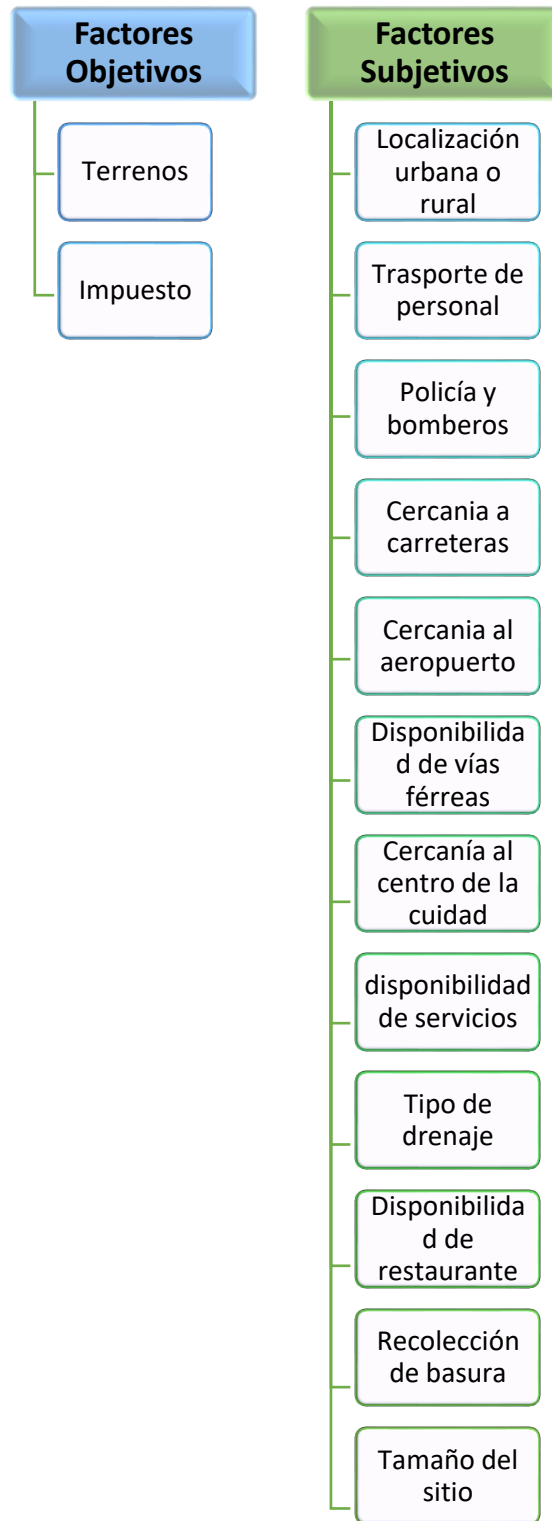 Factores
Objetivos
Terrenos
Impuesto
Factores
Subjetivos
Localización
urbana o
rural
Trasporte de
personal
Policía y
bomberos
Cercania a
carreteras
Cercania al
aeropuerto
Disponibilida
d de vías
férreas
Cercanía al
centro de la
cuidad
disponibilidad
de servicios
Tipo de
drenaje
Disponibilida
d de
restaurante
Recolección
de basura
Tamaño del
sitio